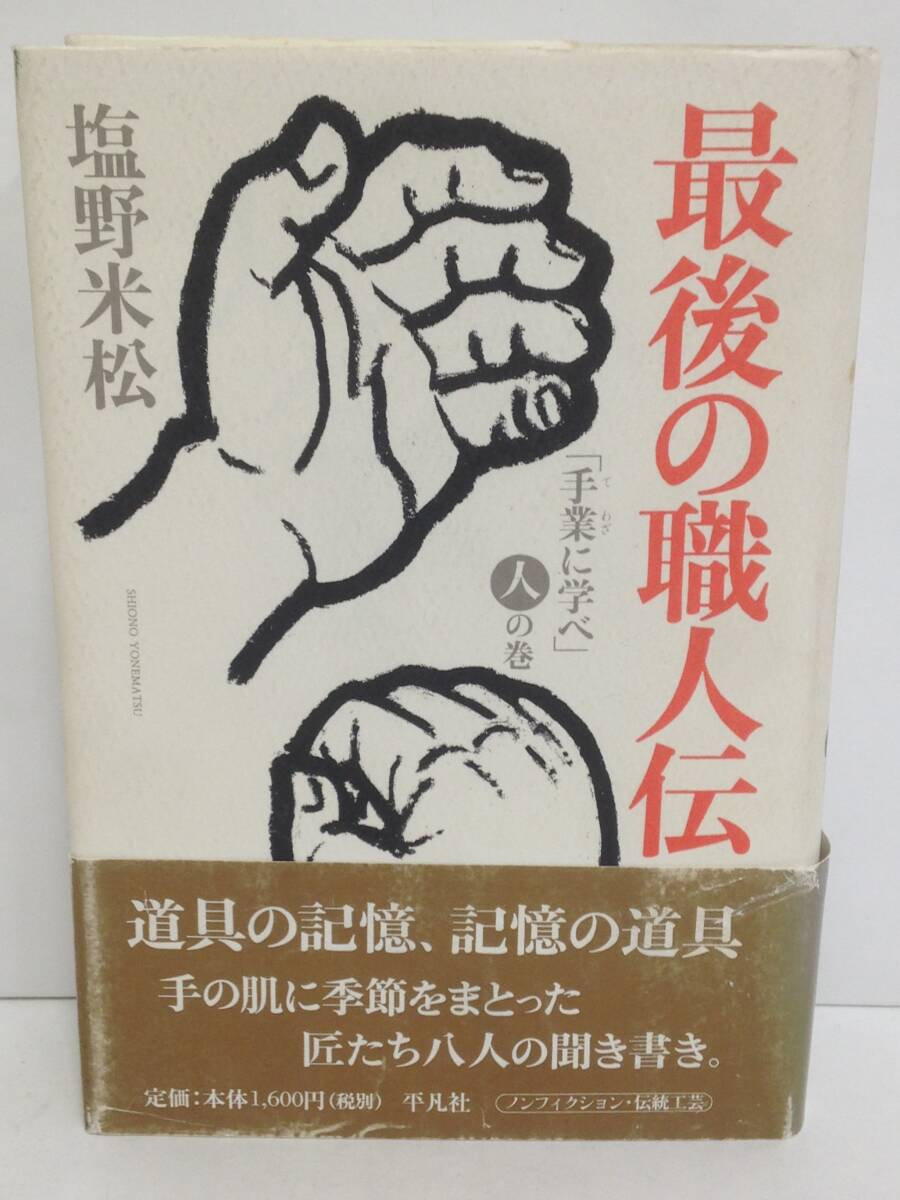 最後の職人伝
「手業に学べ」
てわざ
人の巻
塩野米松
SHIONO YONEMATSU
道具の記憶、記憶の道具
手の肌に季節をまとった
匠たち八人の聞き書き。
定価：本体1,600円（税別） 平凡社 ノンフィクション・伝統工芸